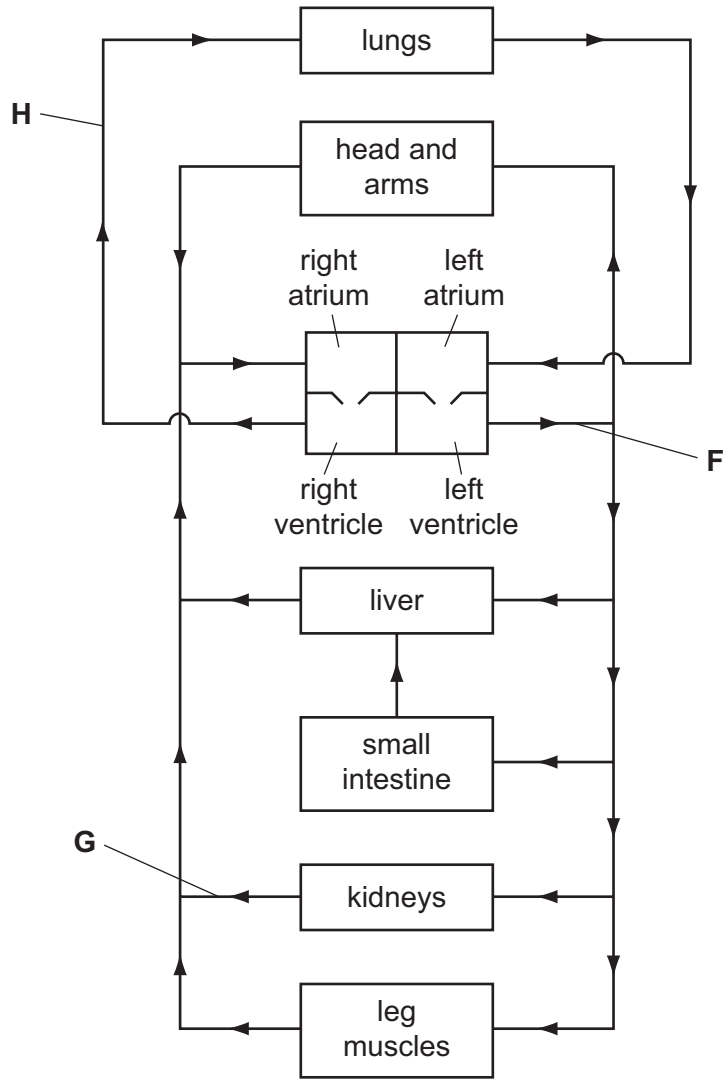 lungs
H
head and
arms
right
atrium
left
atrium
F
right
ventricle
left
ventricle
liver
small
intestine
G
kidneys
leg
muscles